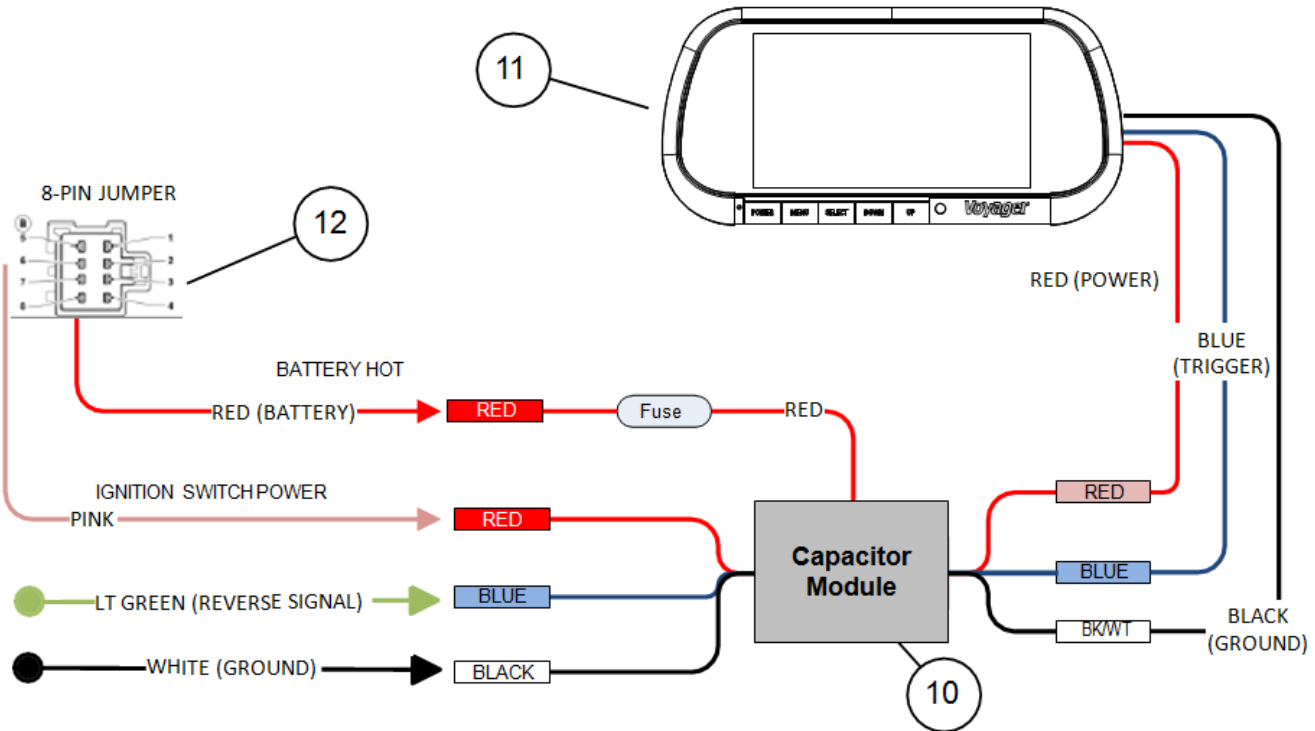 11
8-PIN JUMPER
12
B
5
1
6
2
7
3
8
4
POWER MENU SELECT DOWN UP Voyager
RED (POWER)
BLUE
(TRIGGER)
BATTERY HOT
RED (BATTERY)
RED
Fuse
RED
IGNITION SWITCH POWER
PINK
RED
RED
Capacitor
Module
LT GREEN (REVERSE SIGNAL)
BLUE
BLUE
WHITE (GROUND)
BLACK
BK/WT
BLACK
(GROUND)
10